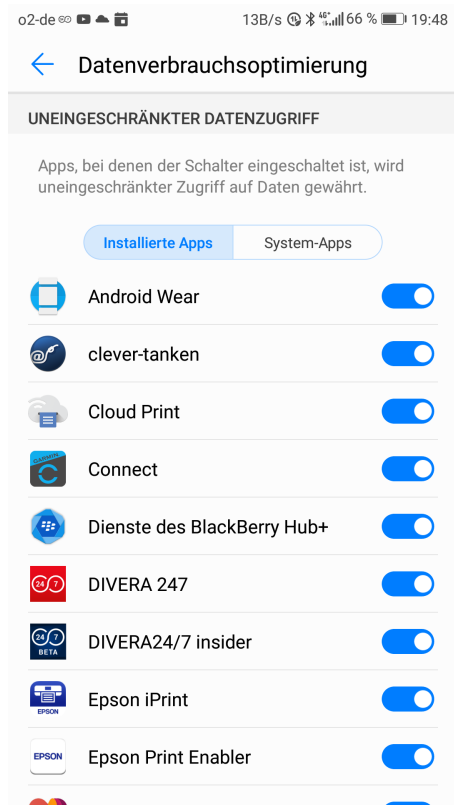 o2-de 13B/s 4G+ 66 % 19:48
Datenverbrauchsoptimierung
UNEINGESCHRÄNKTER DATENZUGRIFF
Apps, bei denen der Schalter eingeschaltet ist, wird
uneingeschränkter Zugriff auf Daten gewährt.
Installierte Apps System-Apps
Android Wear
clever-tanken
Cloud Print
GARMIN
Connect
Dienste des BlackBerry Hub+
24 7
DIVERA 247
24 7
BETA
DIVERA24/7 insider
EPSON
Epson iPrint
EPSON
Epson Print Enabler